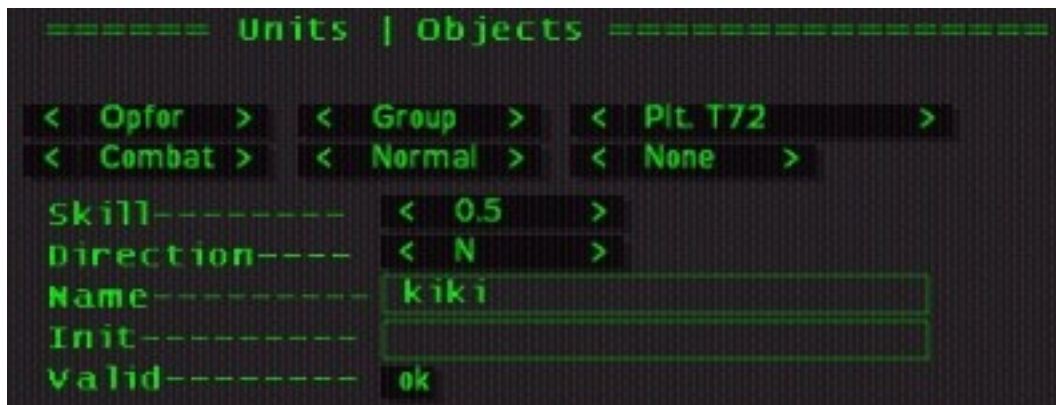 ====== Units | Objects ================
< Opfor > < Group > < Plt. T72 >
< Combat > < Normal > < None >
Skill-------- < 0.5 >
Direction---- < N >
Name--------- kiki
Init---------
Valid-------- ok